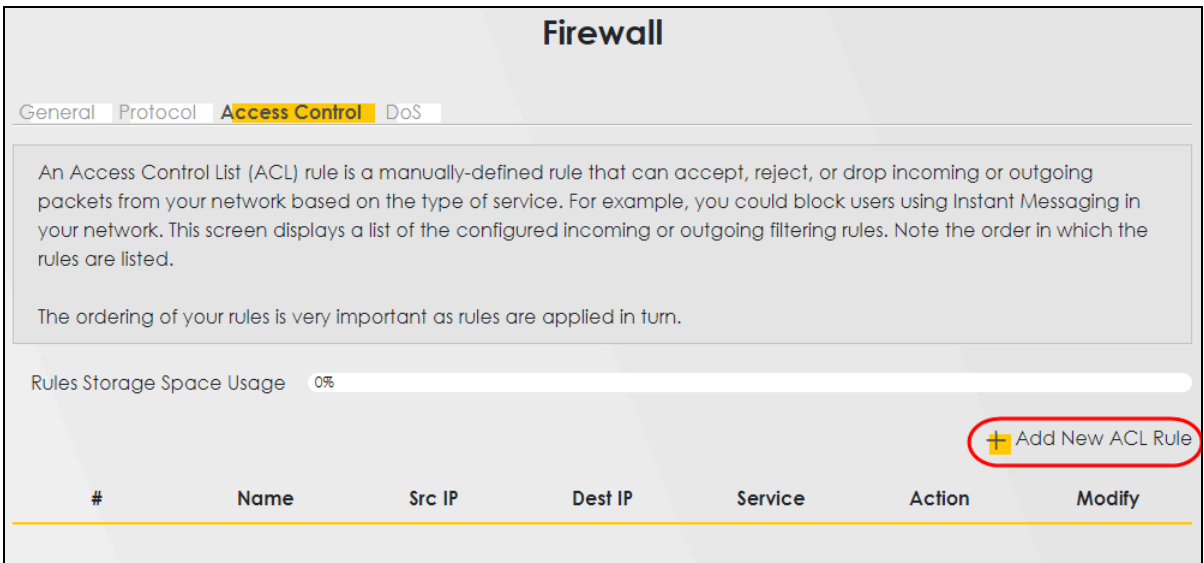 Firewall
General Protocol Access Control DoS
An Access Control List (ACL) rule is a manually-defined rule that can accept, reject, or drop incoming or outgoing
packets from your network based on the type of service. For example, you could block users using Instant Messaging in
your network. This screen displays a list of the configured incoming or outgoing filtering rules. Note the order in which the
rules are listed.
The ordering of your rules is very important as rules are applied in turn.
Rules Storage Space Usage 0%
+ Add New ACL Rule
# Name Src IP Dest IP Service Action Modify